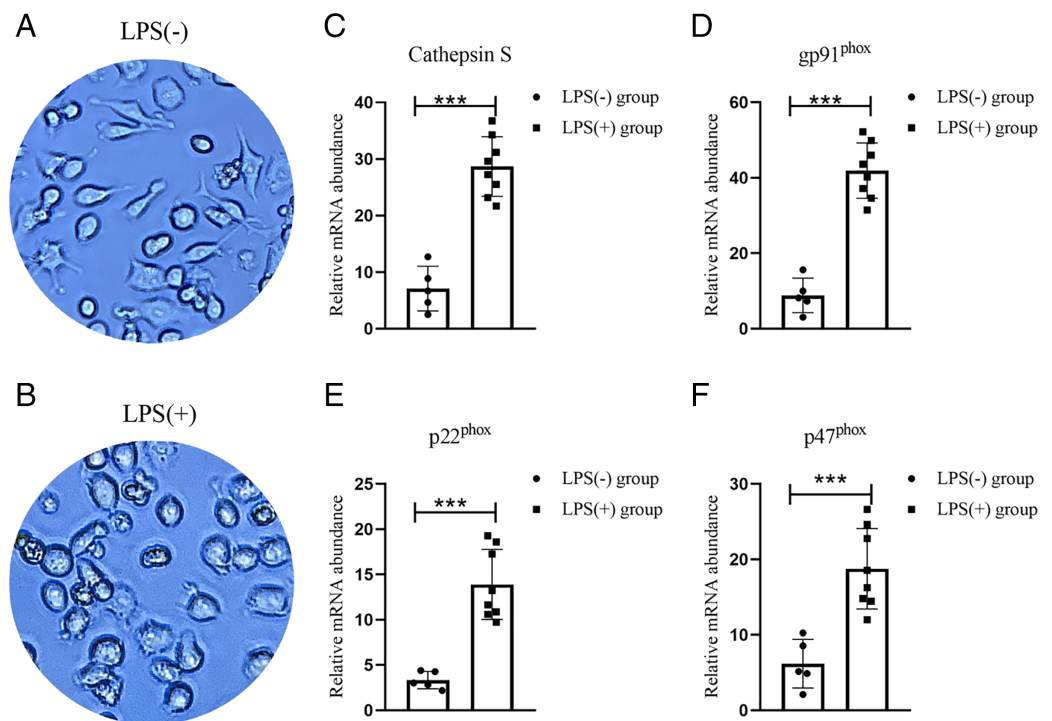 A
LPS(-)
B
LPS(+)
C
Cathepsin S
Relative mRNA abundance
40
30
20
10
0
***
LPS(-) group
LPS(+) group
D
gp91phox
Relative mRNA abundance
60
40
20
0
***
LPS(-) group
LPS(+) group
E
p22phox
Relative mRNA abundance
25
20
15
10
5
0
***
LPS(-) group
LPS(+) group
F
p47phox
Relative mRNA abundance
30
20
10
0
***
LPS(-) group
LPS(+) group